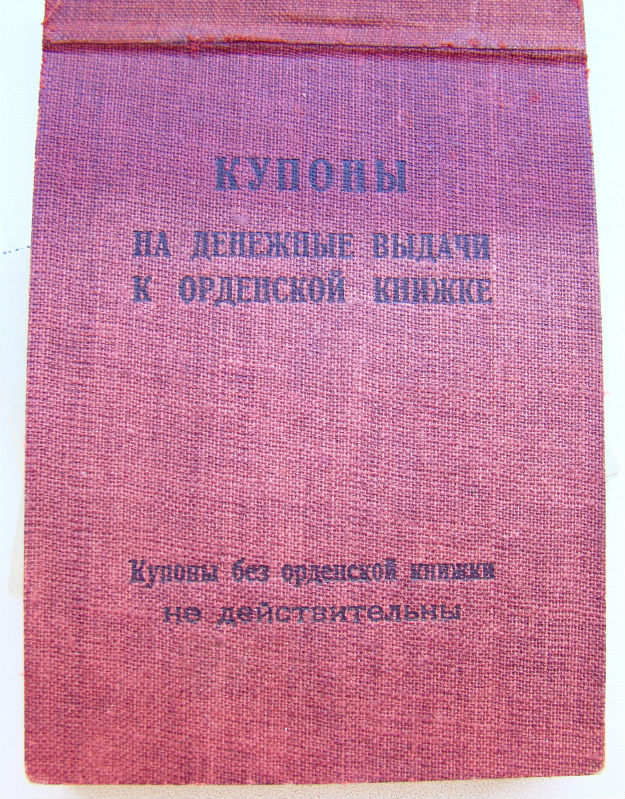 КУПОНЫ
НА ДЕНЕЖНЫЕ ВЫДАЧИ
К ОРДЕНСКОЙ КНИЖКЕ
Купоны без орденской книжки
не действительны